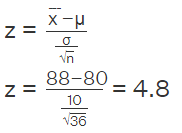 z = x̄ -μ
σ
√n
z = 88-80 = 4.8
10
√36